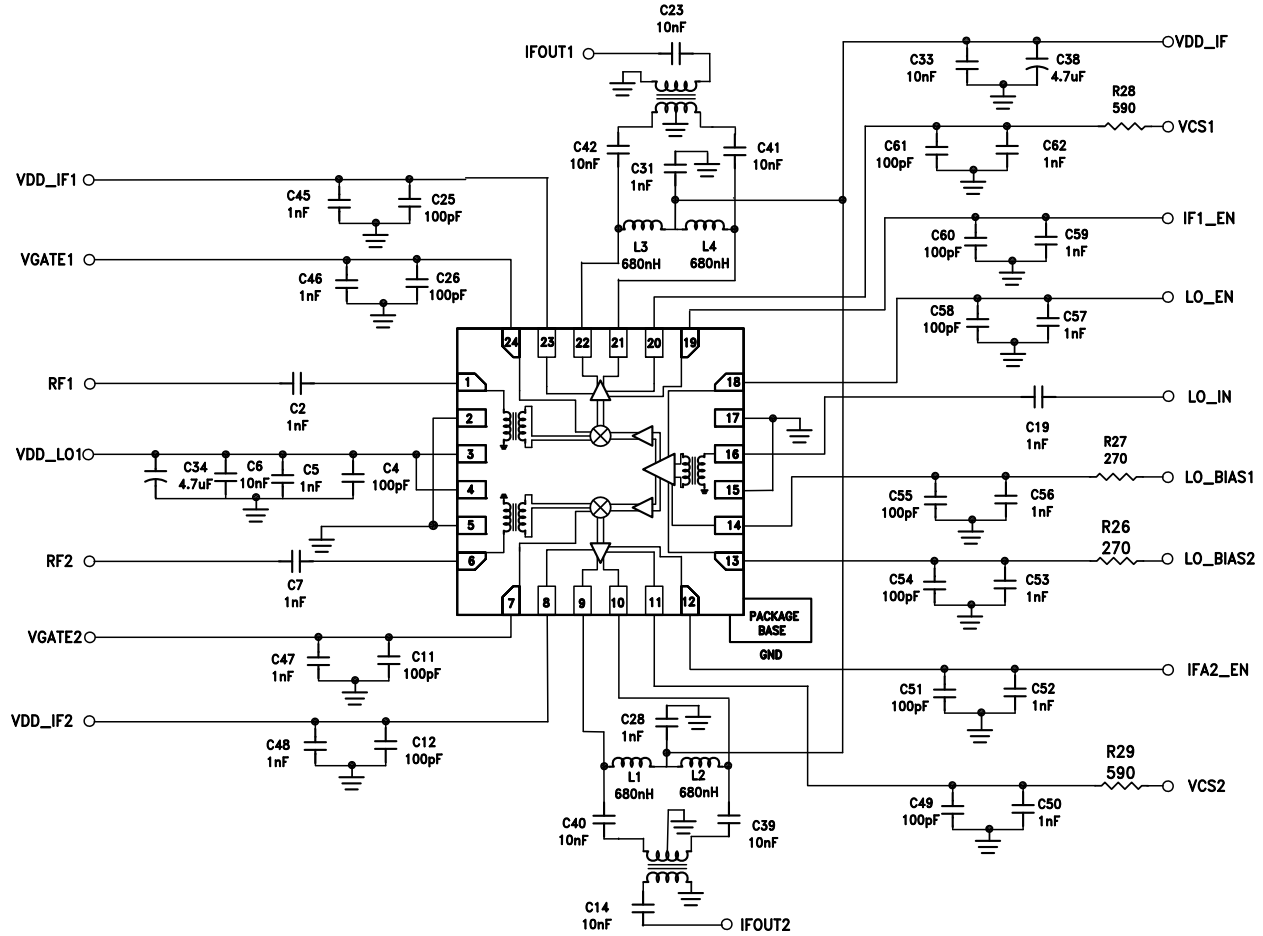 C23
10nF
IFOUT1
VDD_IF
C33
10nF
C38
4.7uF
R28
590
VCS1
C42
10nF
C41
10nF
C31
1nF
C61
100pF
C62
1nF
VDD_IF1
C45
1nF
C25
100pF
L3
680nH
L4
680nH
IF1_EN
C60
100pF
C59
1nF
VGATE1
C46
1nF
C26
100pF
LO_EN
C58
100pF
C57
1nF
24
23
22
21
20
19
RF1
C2
1nF
1
18
LO_IN
C19
1nF
2
17
VDD_LO1
C34
4.7uF
C6
10nF
C5
1nF
C4
100pF
3
16
R27
270
LO_BIAS1
C55
100pF
C56
1nF
4
15
5
14
R26
270
LO_BIAS2
C54
100pF
C53
1nF
RF2
C7
1nF
6
13
7
8
9
10
11
12
PACKAGE
BASE
GND
VGATE2
C47
1nF
C11
100pF
IFA2_EN
C51
100pF
C52
1nF
VDD_IF2
C48
1nF
C12
100pF
C28
1nF
L1
680nH
L2
680nH
R29
590
VCS2
C49
100pF
C50
1nF
C40
10nF
C39
10nF
C14
10nF
IFOUT2